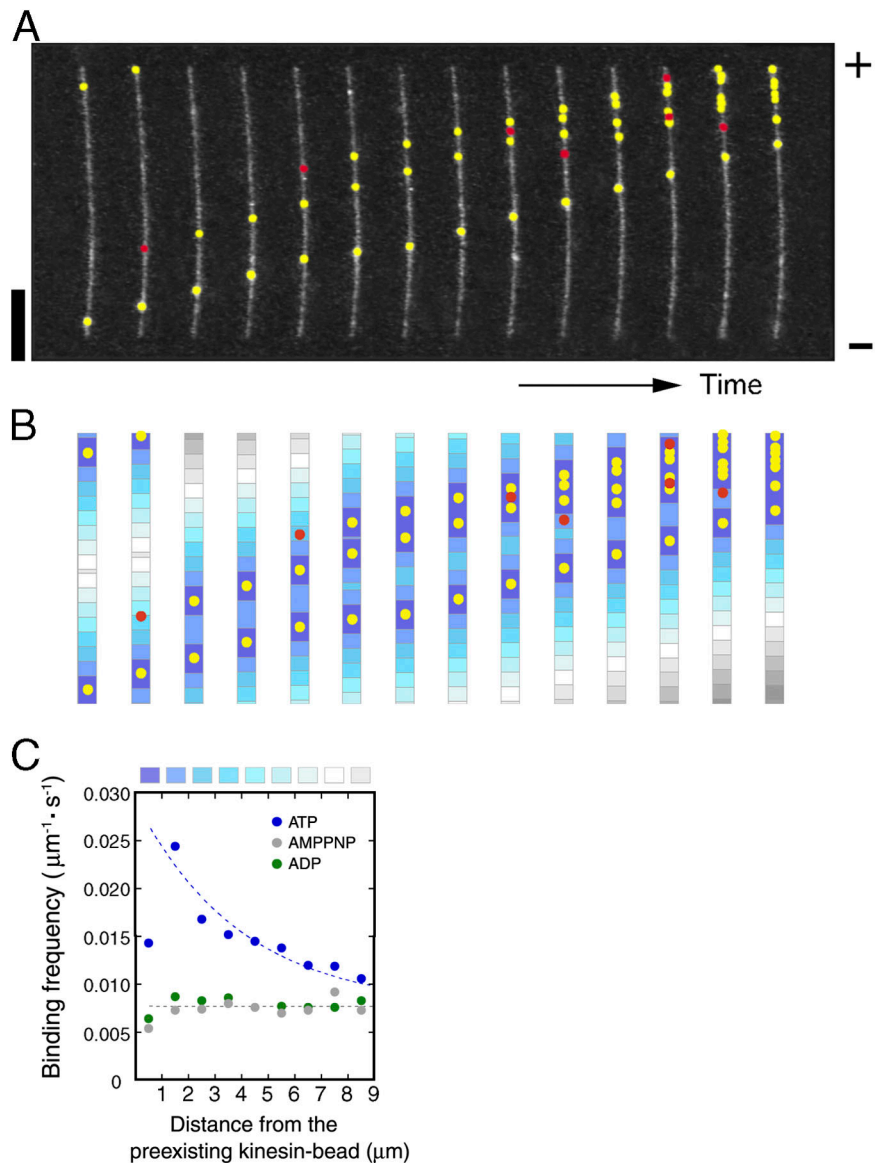 A
+
−
Time
B
C
Binding frequency ( μm⁻¹· s⁻¹)
0.030
0.025
0.020
0.015
0.010
0.005
0
ATP
AMPPNP
ADP
1 2 3 4 5 6 7 8 9
Distance from the
preexisting kinesin-bead (μm)